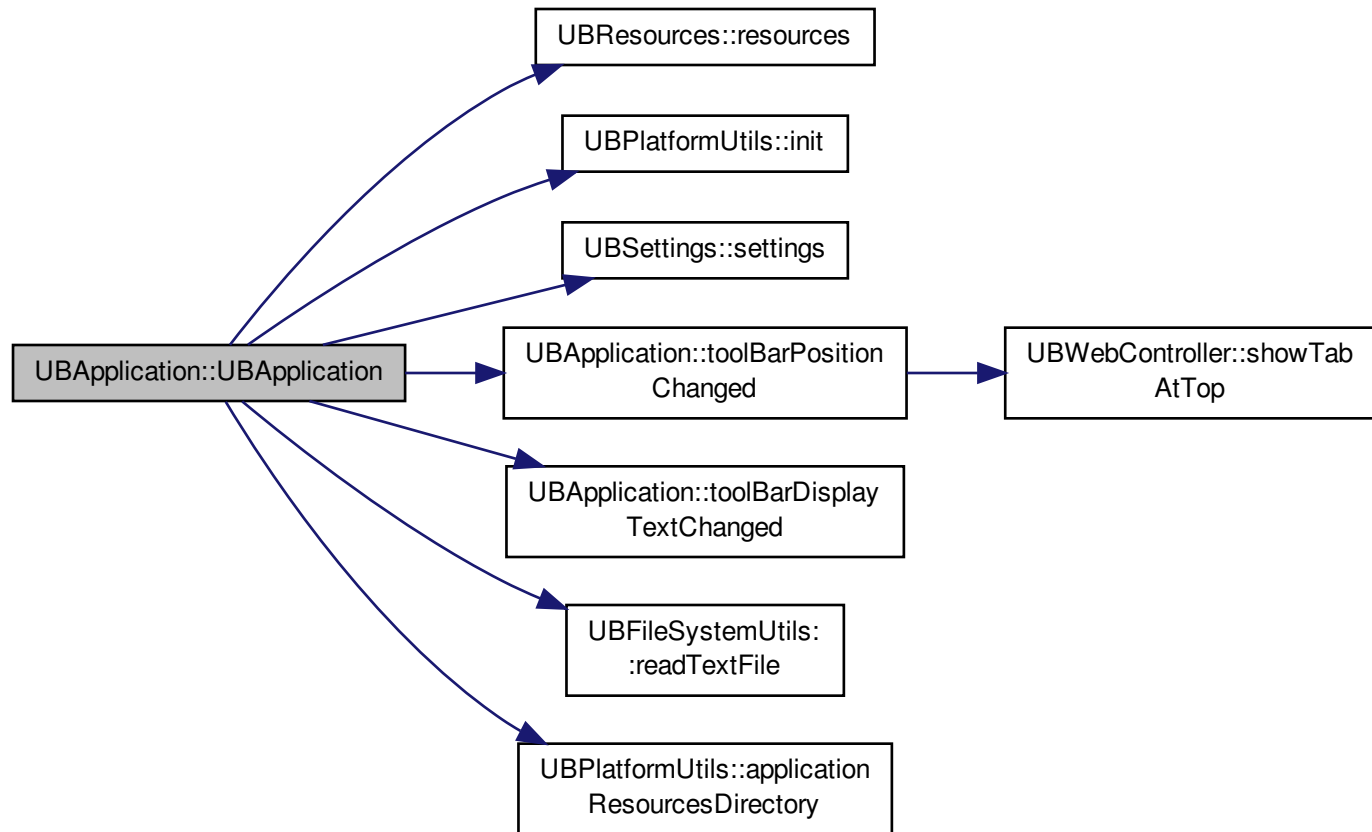 UBResources::resources
UBPlatformUtils::init
UBSettings::settings
UBApplication::UBApplication
UBApplication::toolBarPosition
Changed
UBWebController::showTab
AtTop
UBApplication::toolBarDisplay
TextChanged
UBFileSystemUtils:
:readTextFile
UBPlatformUtils::application
ResourcesDirectory